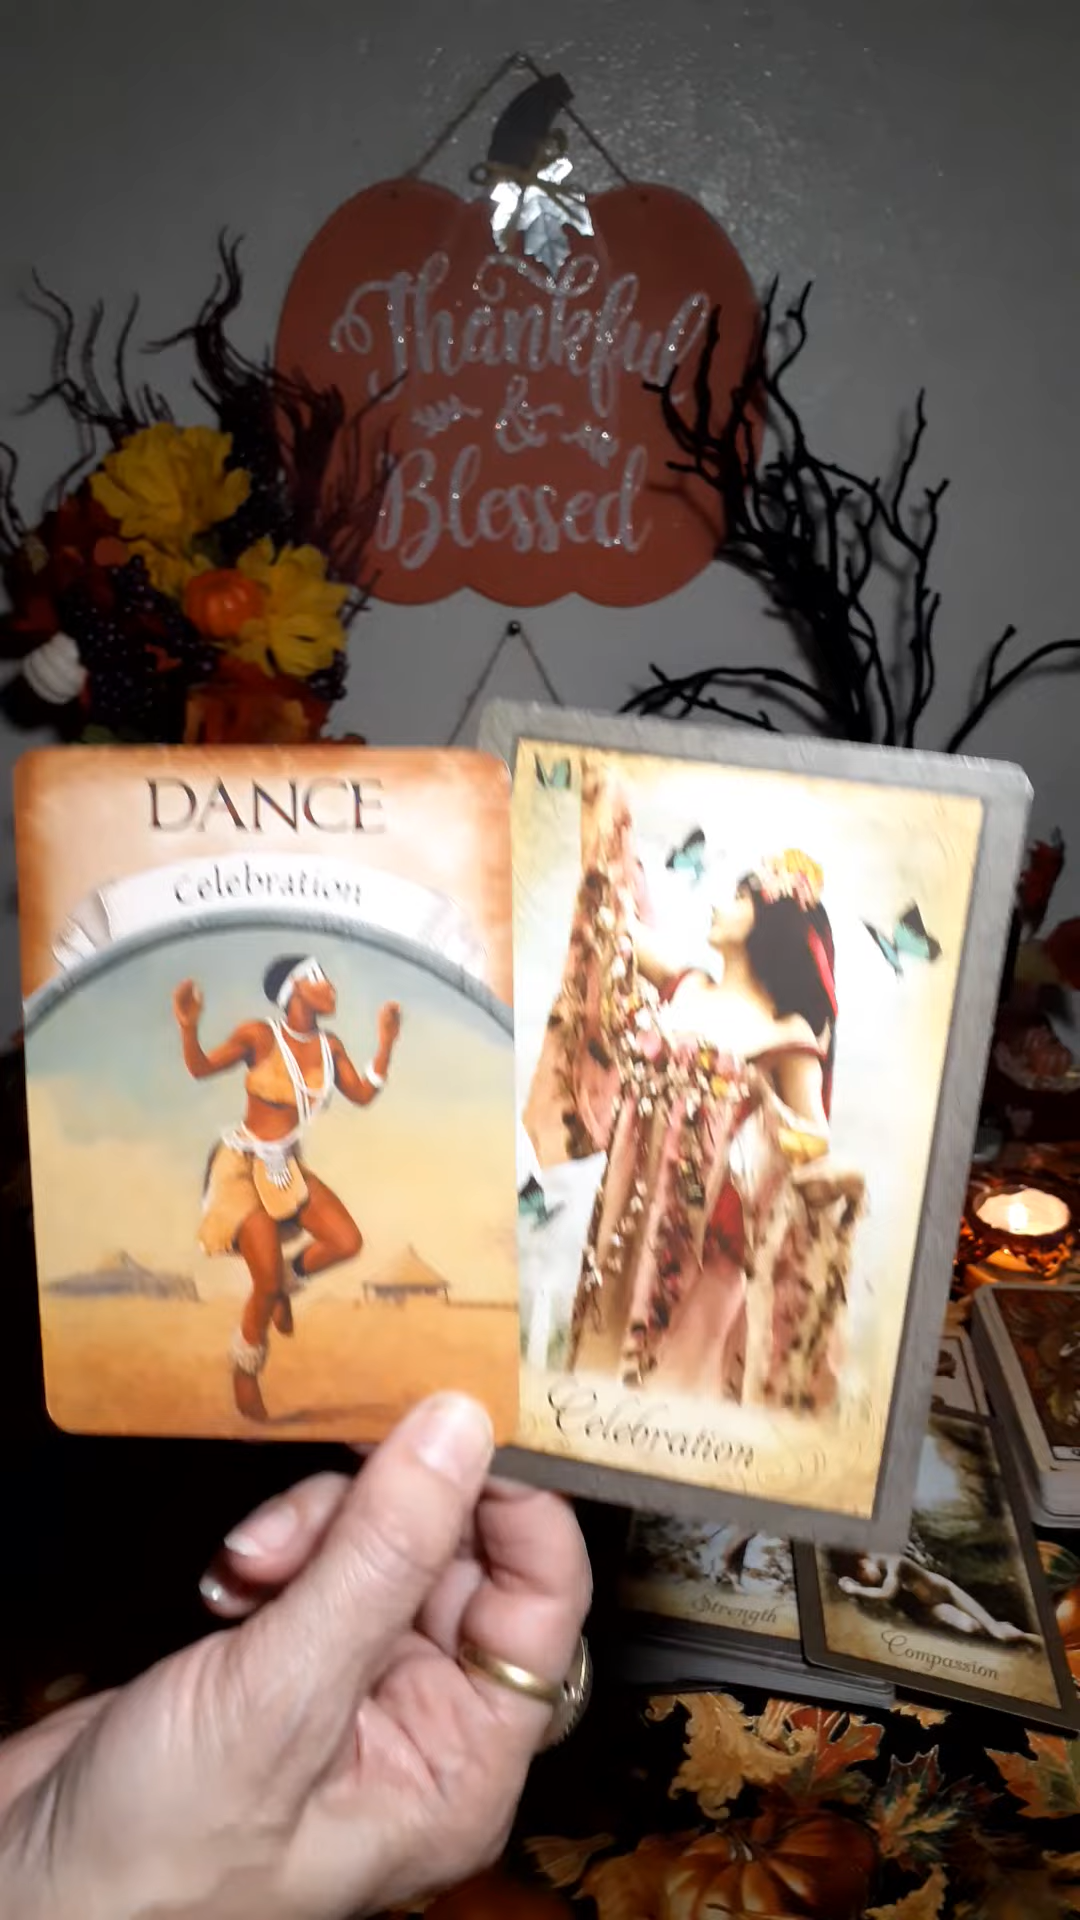 Thankful
&
Blessed
DANCE
Celebration
Celebration
Strength
Compassion